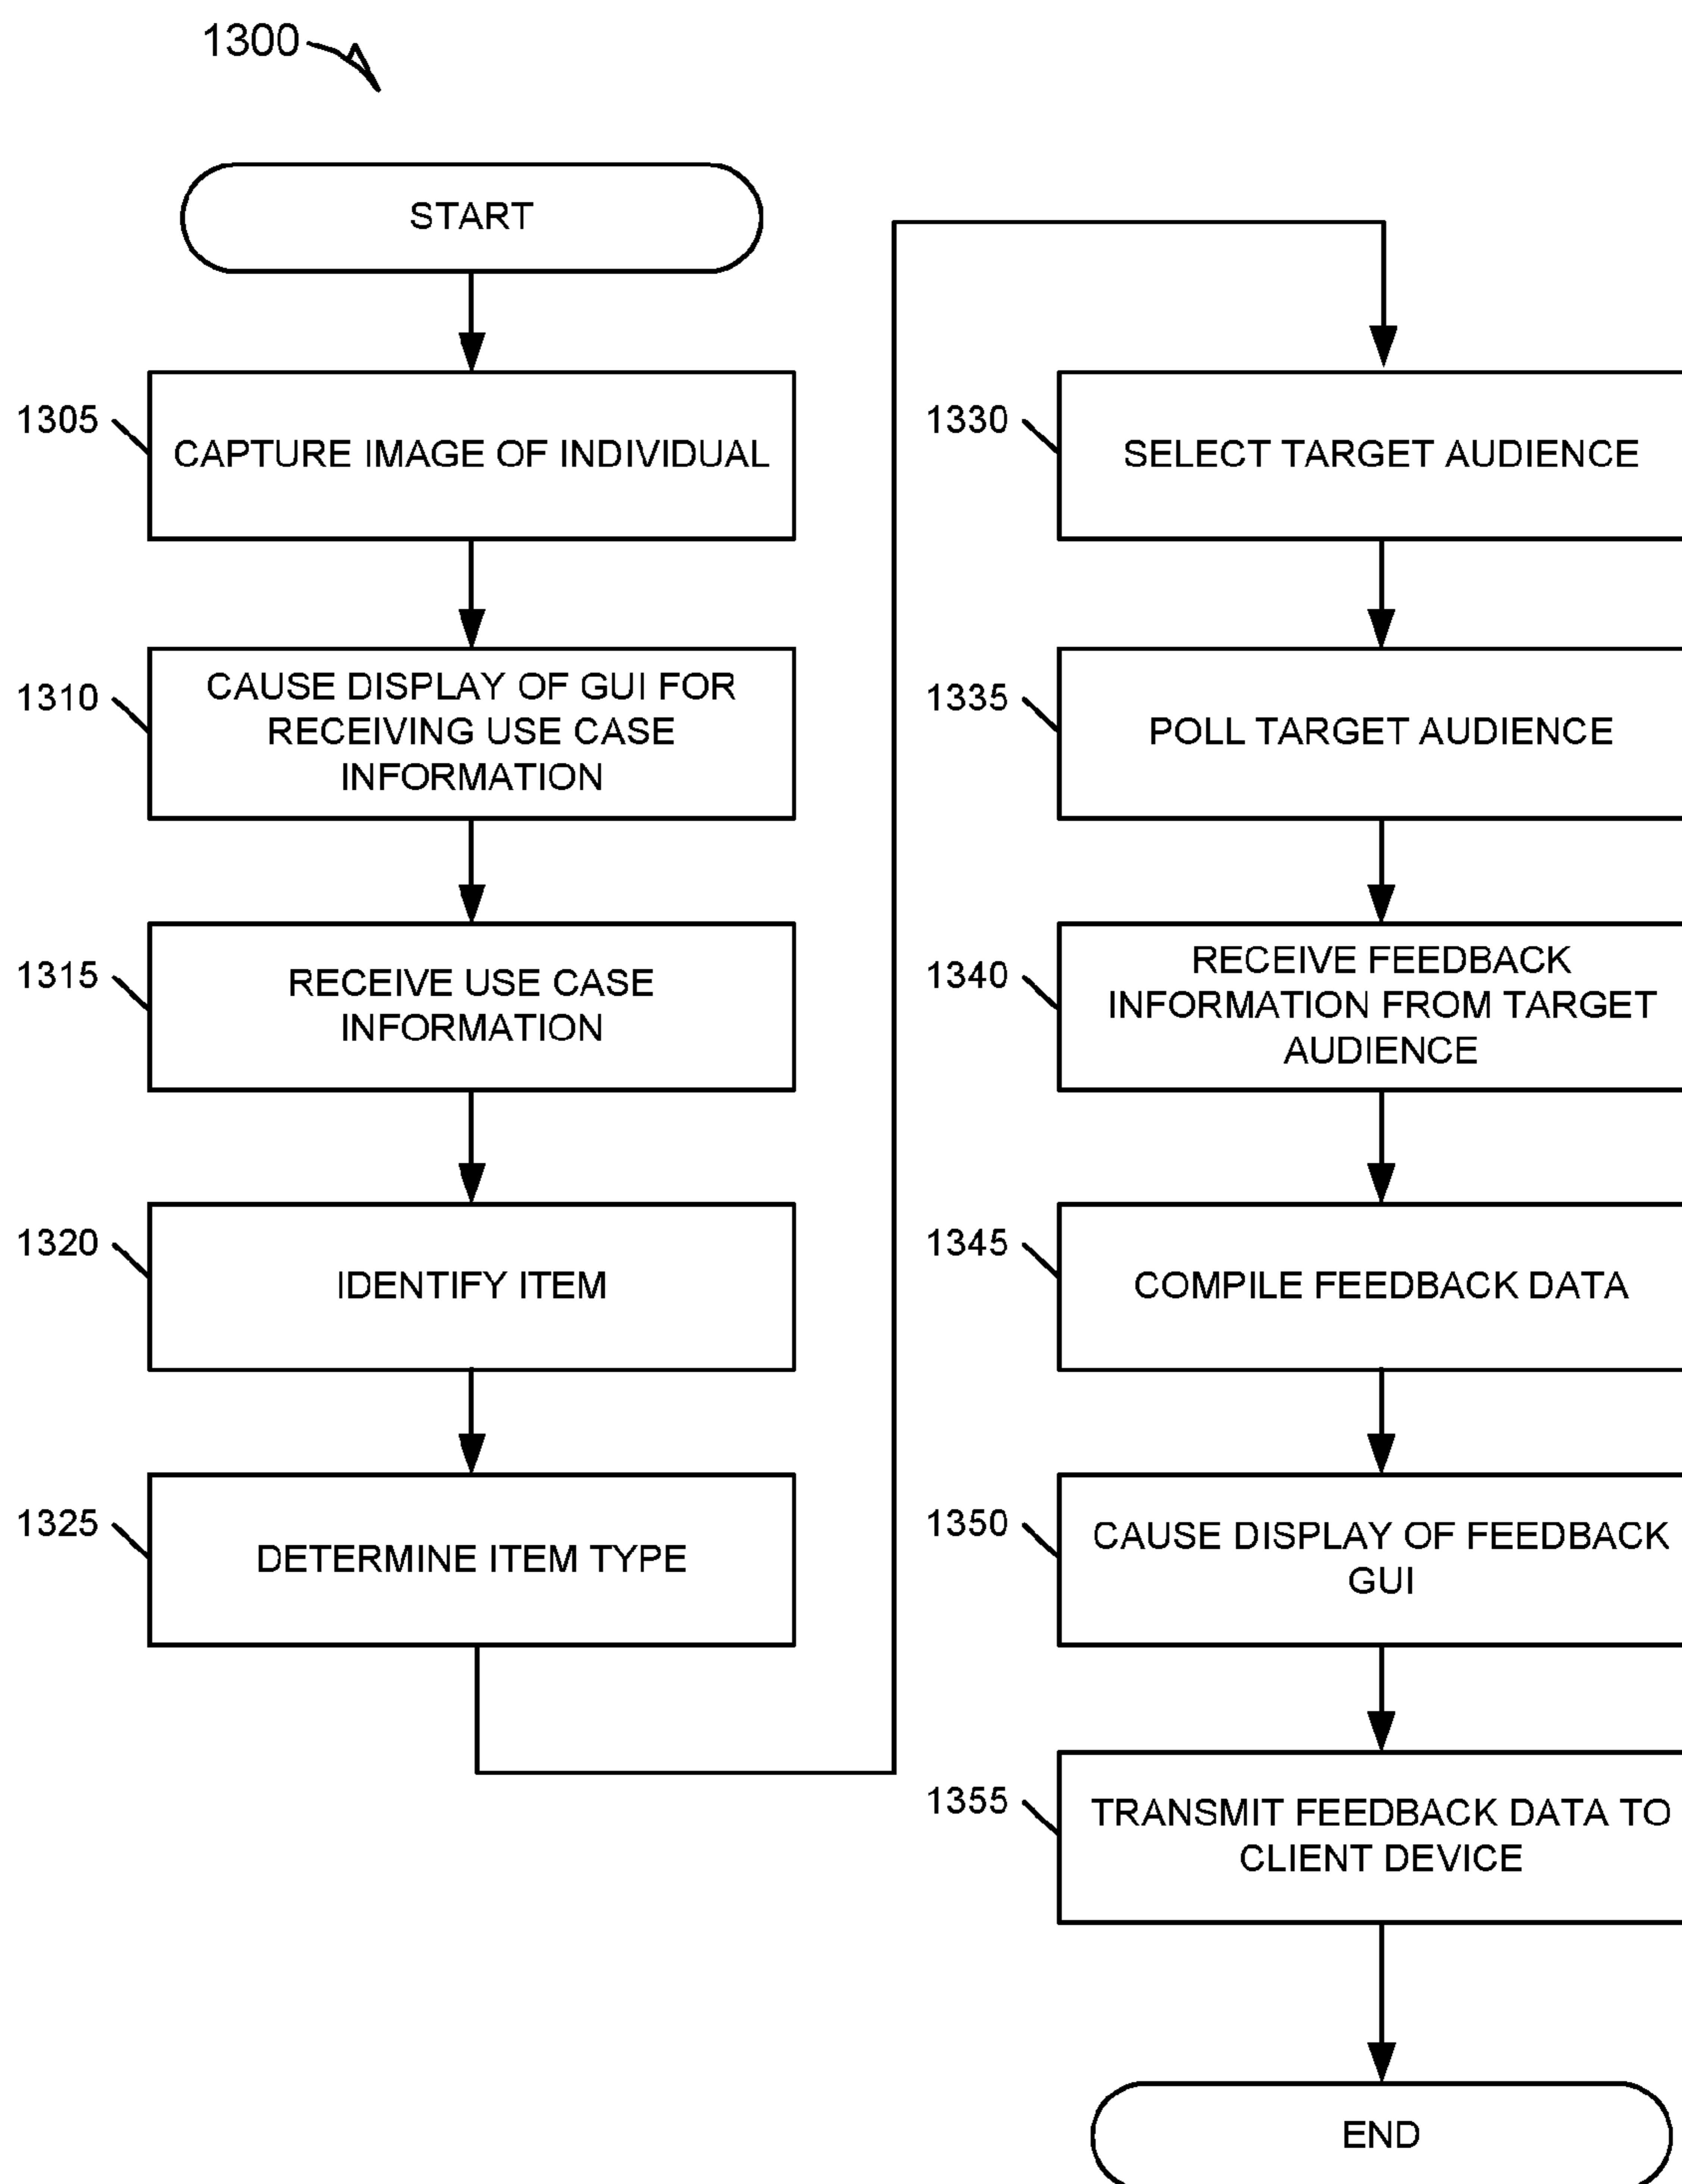 1300
START
1305
CAPTURE IMAGE OF INDIVIDUAL
1310
CAUSE DISPLAY OF GUI FOR
RECEIVING USE CASE
INFORMATION
1315
RECEIVE USE CASE
INFORMATION
1320
IDENTIFY ITEM
1325
DETERMINE ITEM TYPE
1330
SELECT TARGET AUDIENCE
1335
POLL TARGET AUDIENCE
1340
RECEIVE FEEDBACK
INFORMATION FROM TARGET
AUDIENCE
1345
COMPILE FEEDBACK DATA
1350
CAUSE DISPLAY OF FEEDBACK
GUI
1355
TRANSMIT FEEDBACK DATA TO
CLIENT DEVICE
END